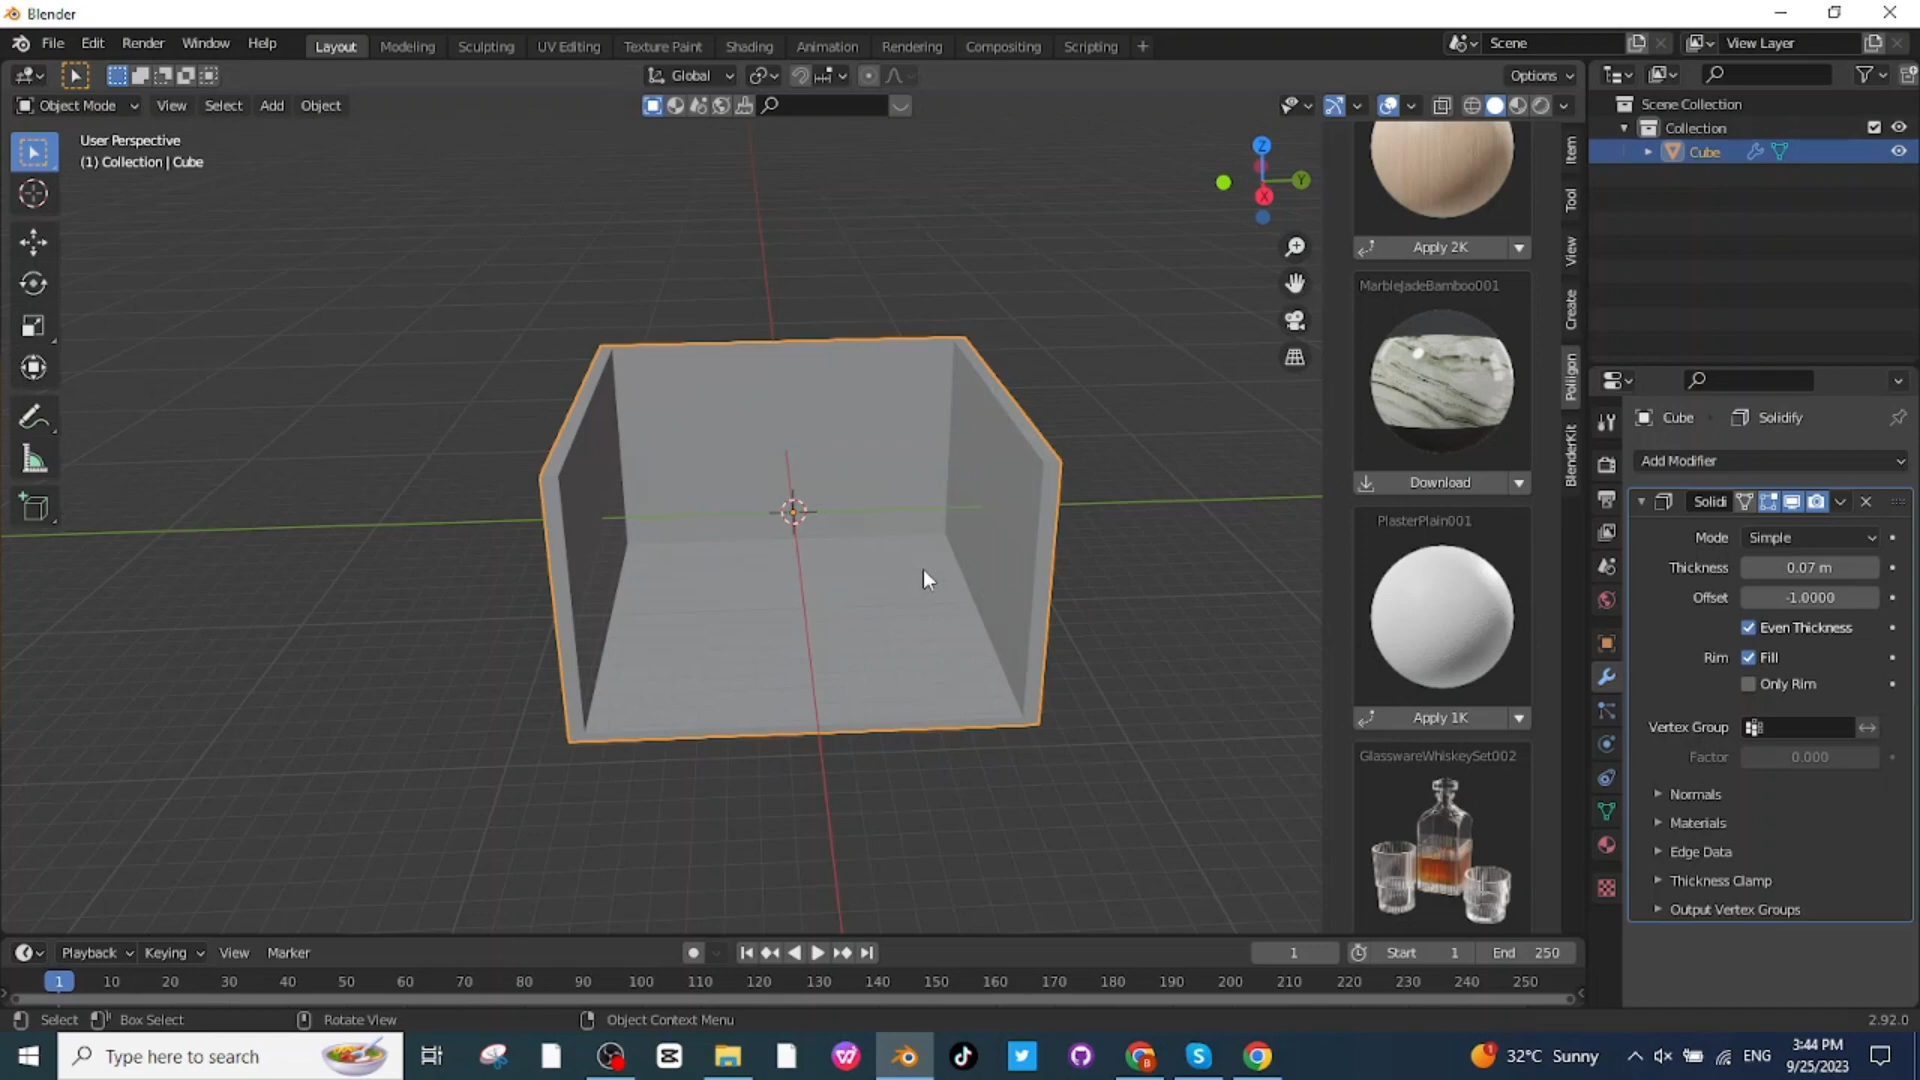 Blender
File Edit Render Window Help Layout Modeling Sculpting UV Editing Texture Paint Shading Animation Rendering Compositing Scripting + Scene View Layer
Global Options
Object Mode View Select Add Object
User Perspective
(1) Collection | Cube
Z
Y
X
Item
Tool
View
Create
Poliigon
BlenderKit
Apply 2K
MarbleJadeBamboo001
Download
PlasterPlain001
Apply 1K
GlasswareWhiskeySet002
Scene Collection
Collection
Cube
Cube Solidify
Add Modifier
Solidi
Mode Simple
Thickness 0.07 m
Offset -1.0000
Even Thickness
Rim Fill
Only Rim
Vertex Group
Factor 0.000
Normals
Materials
Edge Data
Thickness Clamp
Output Vertex Groups
Playback Keying View Marker 1 Start 1 End 250
1 10 20 30 40 50 60 70 80 90 100 110 120 130 140 150 160 170 180 190 200 210 220 230 240 250
Select Box Select Rotate View Object Context Menu 2.92.0
Type here to search 32°C Sunny ENG 3:44 PM
9/25/2023